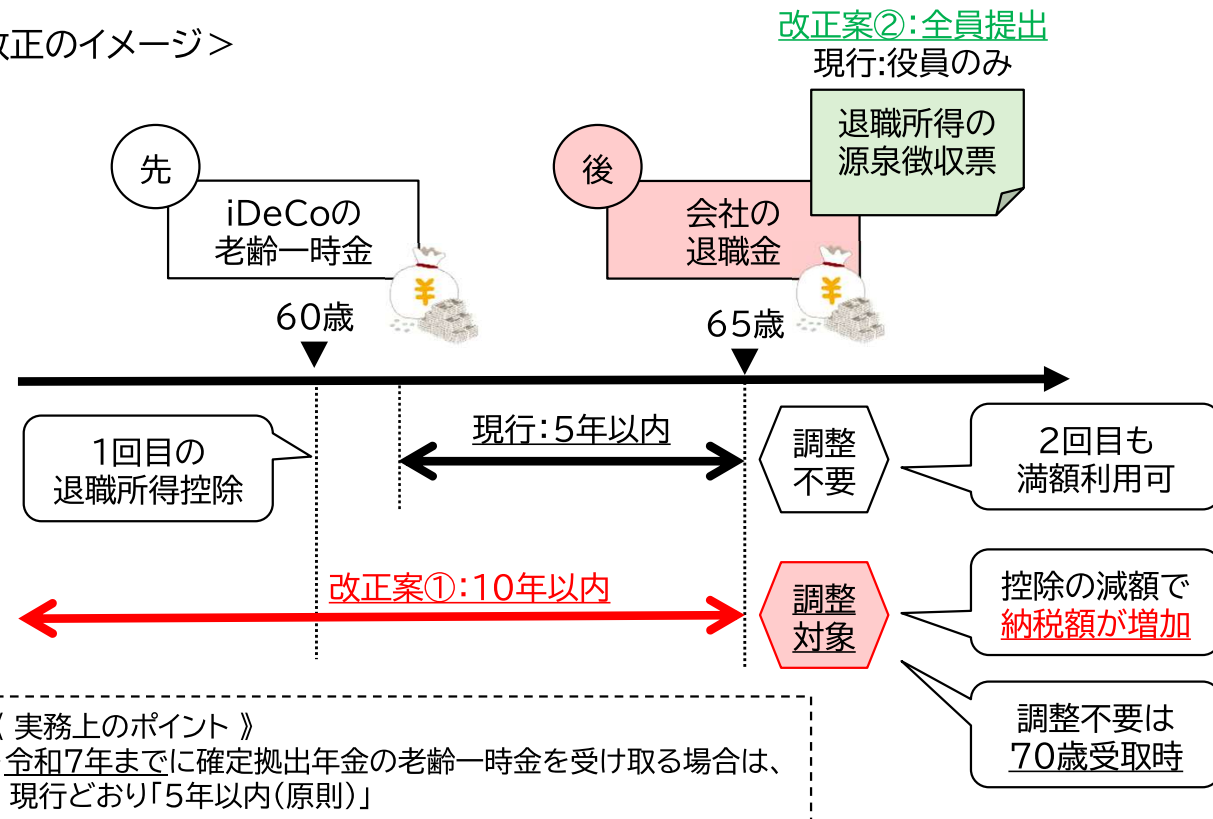 改正のイメージ＞
改正案②：全員提出
現行：役員のみ
退職所得の
源泉徴収票
先
iDeCoの
老齢一時金
後
会社の
退職金
60歳
65歳
1回目の
退職所得控除
現行：5年以内
調整
不要
2回目も
満額利用可
改正案①：10年以内
調整
対象
控除の減額で
納税額が増加
調整不要は
70歳受取時
《 実務上のポイント 》
令和7年までに確定拠出年金の老齢一時金を受け取る場合は、
現行どおり「5年以内（原則）」